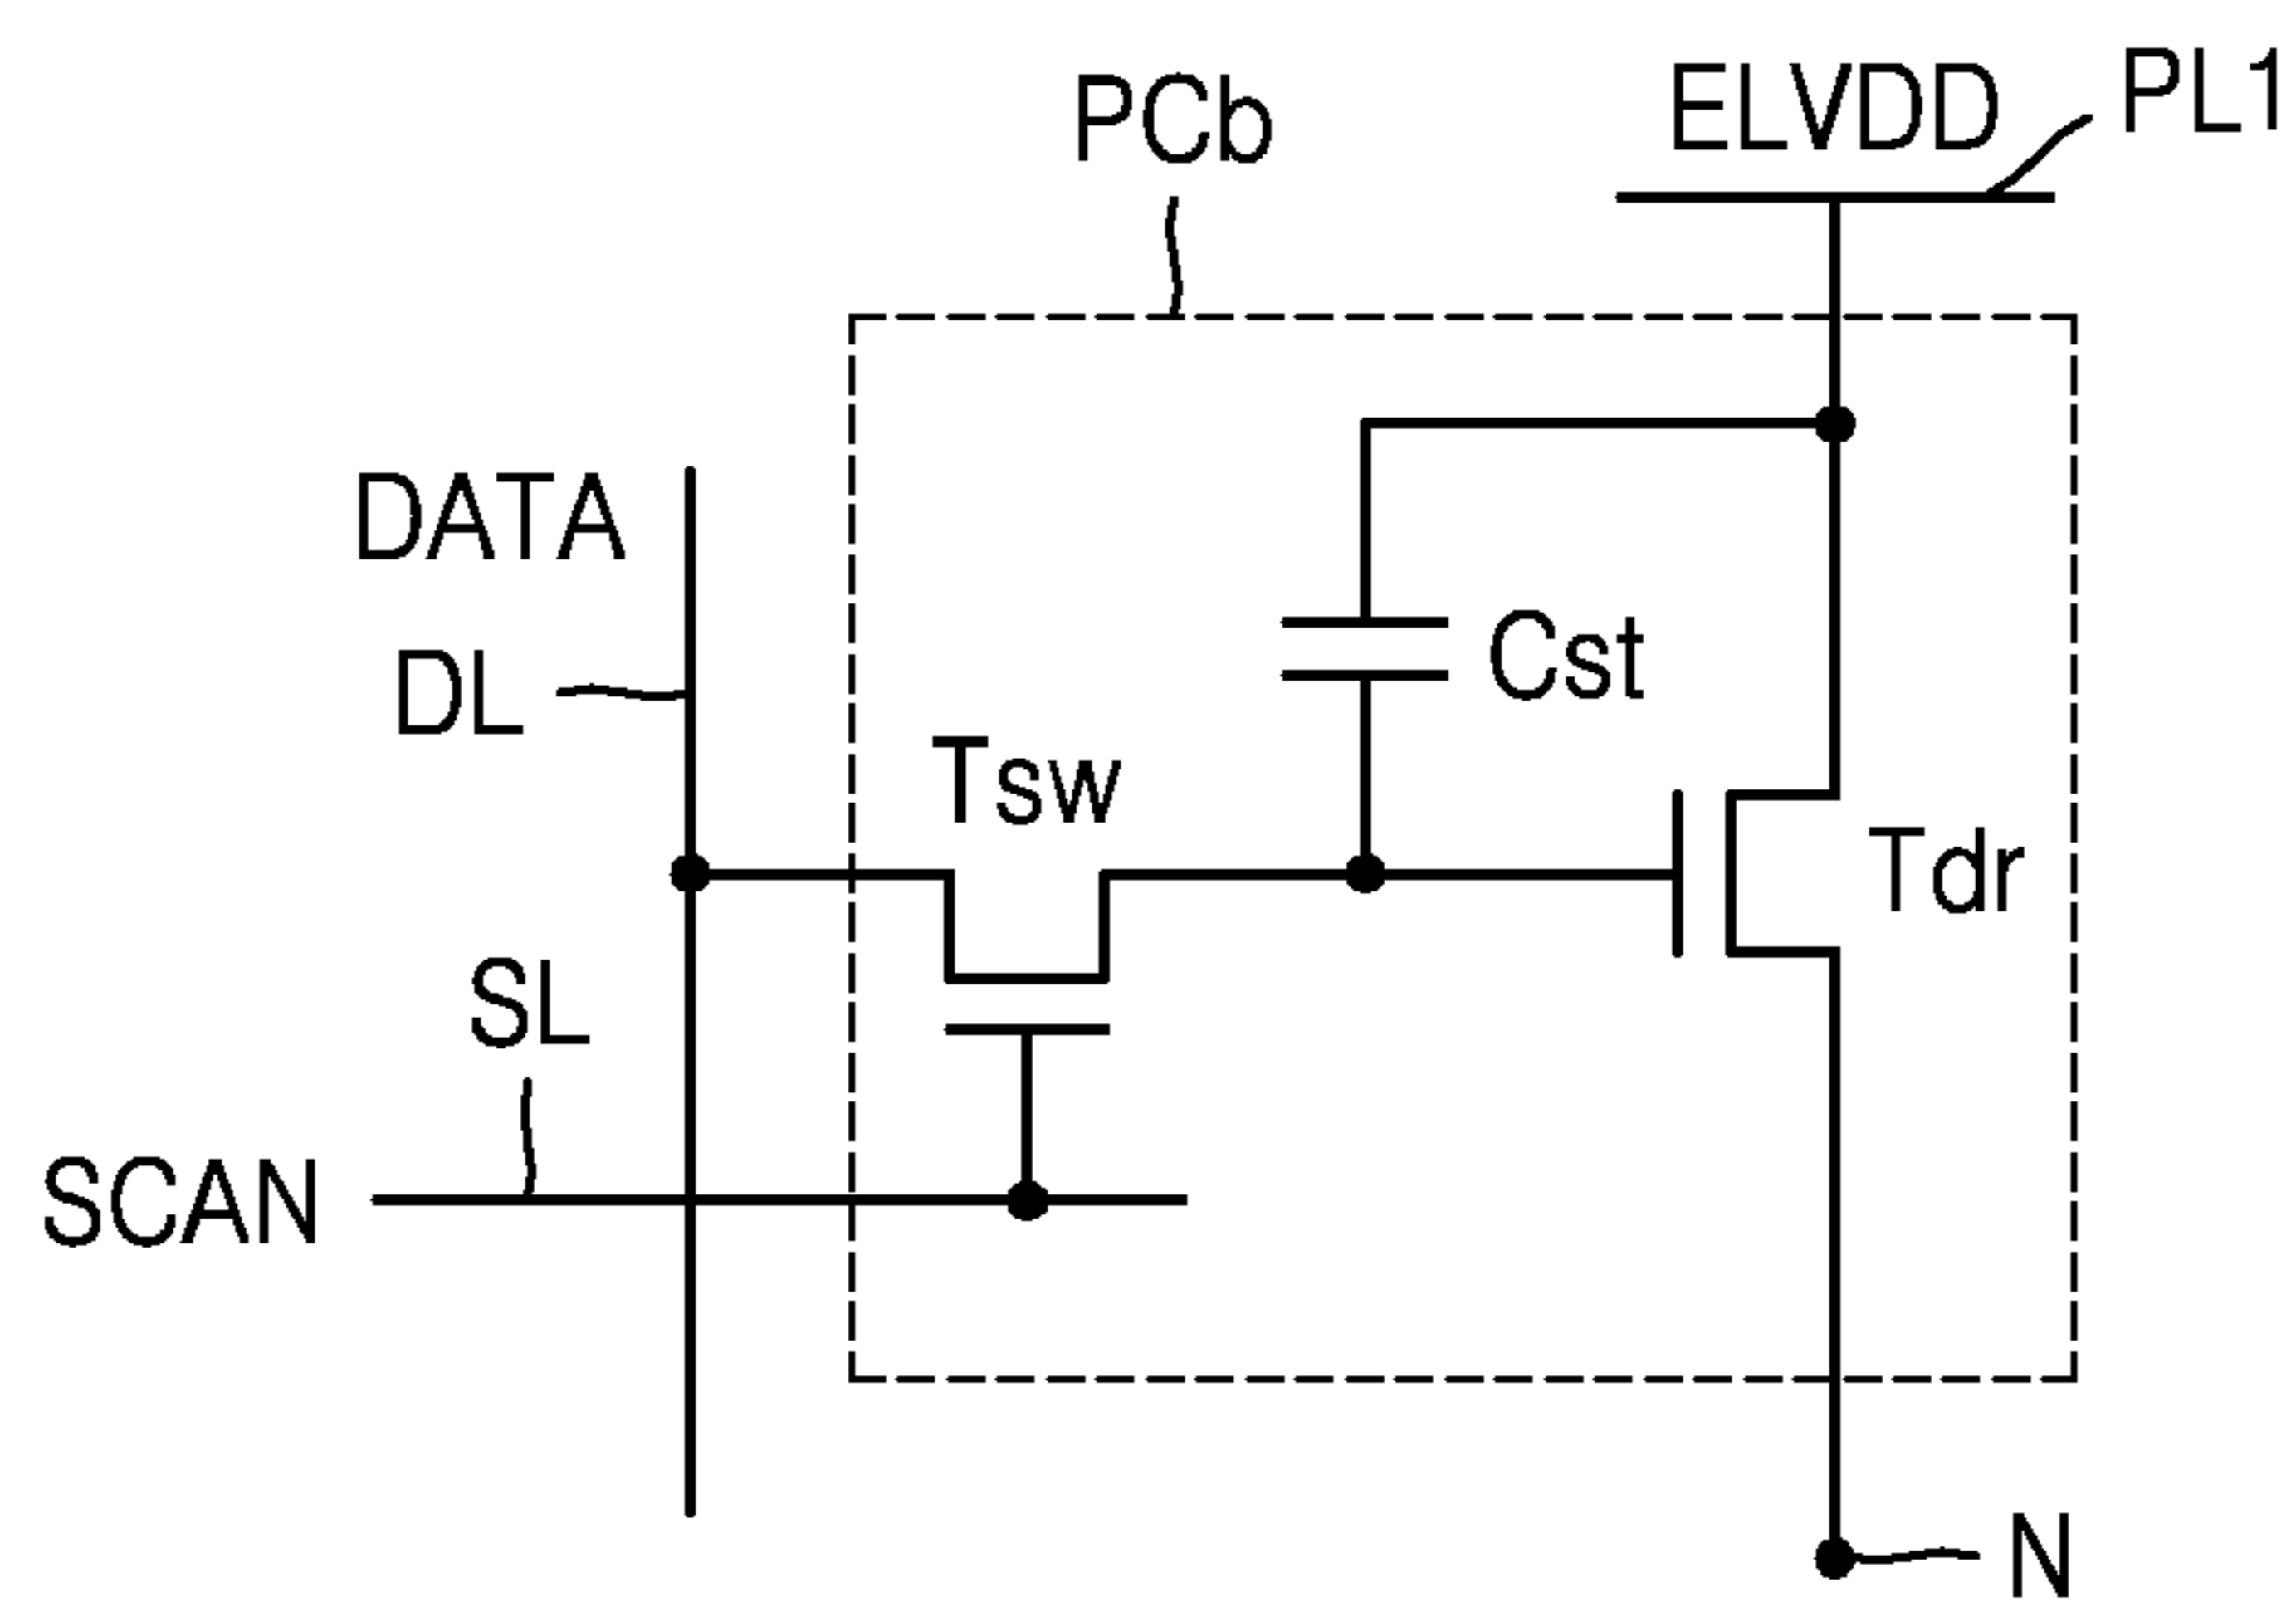 PL1
ELVDD
PCb
DATA
Cst
DL
Tsw
Tdr
SL
SCAN
N